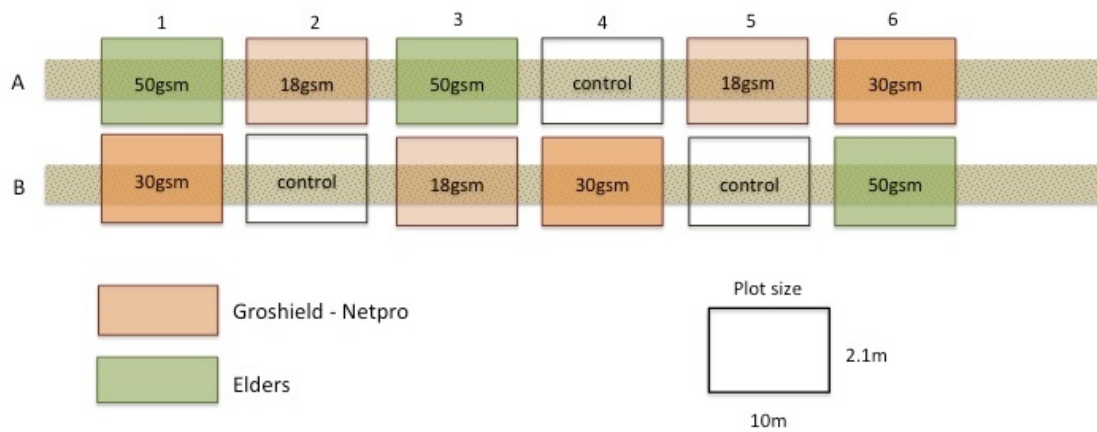 1 2 3 4 5 6
A 50gsm 18gsm 50gsm control 18gsm 30gsm
B 30gsm control 18gsm 30gsm control 50gsm
Groshield - Netpro
Elders
Plot size
2.1m
10m